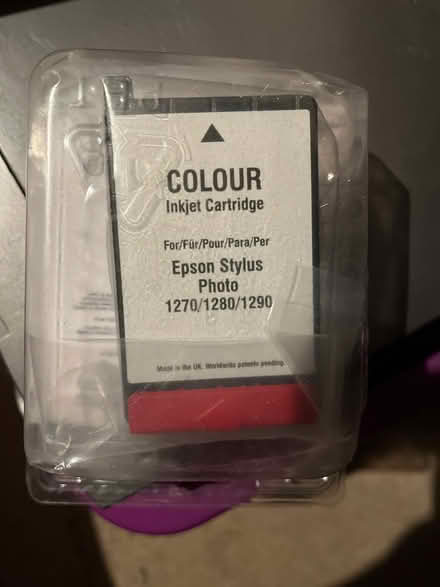 COLOUR
Inkjet Cartridge
For/Für/Pour/Para/Per
Epson Stylus
Photo
1270/1280/1290
Made in the UK. Worldwide patents pending.